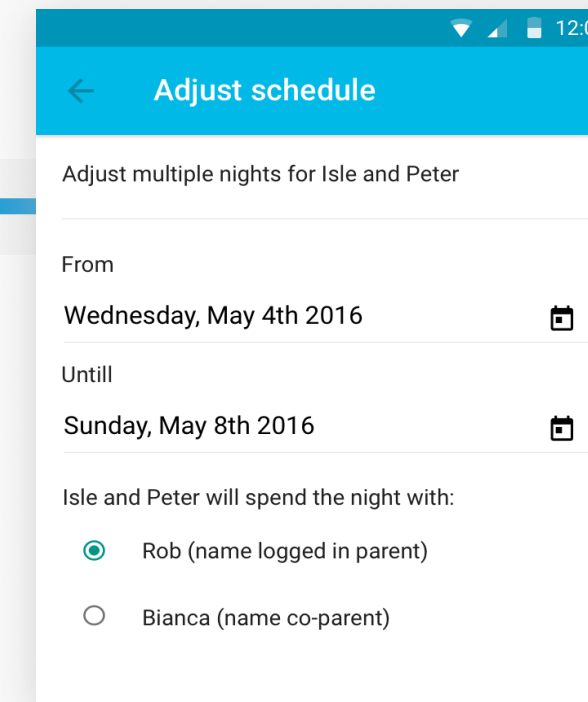 Adjust schedule
Adjust multiple nights for Isle and Peter
From
Wednesday, May 4th 2016
Untill
Sunday, May 8th 2016
Isle and Peter will spend the night with:
Rob (name logged in parent)
Bianca (name co-parent)